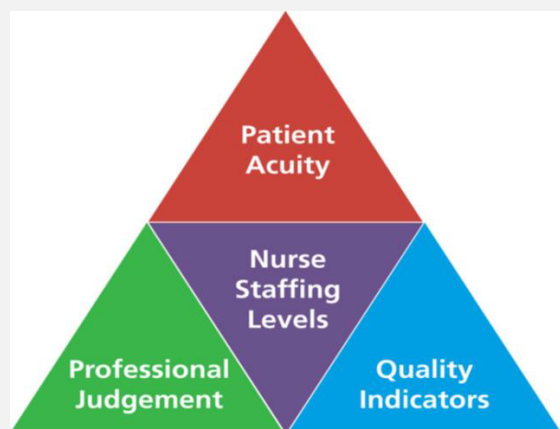 Patient
Acuity
Nurse
Staffing
Levels
Professional
Judgement
Quality
Indicators